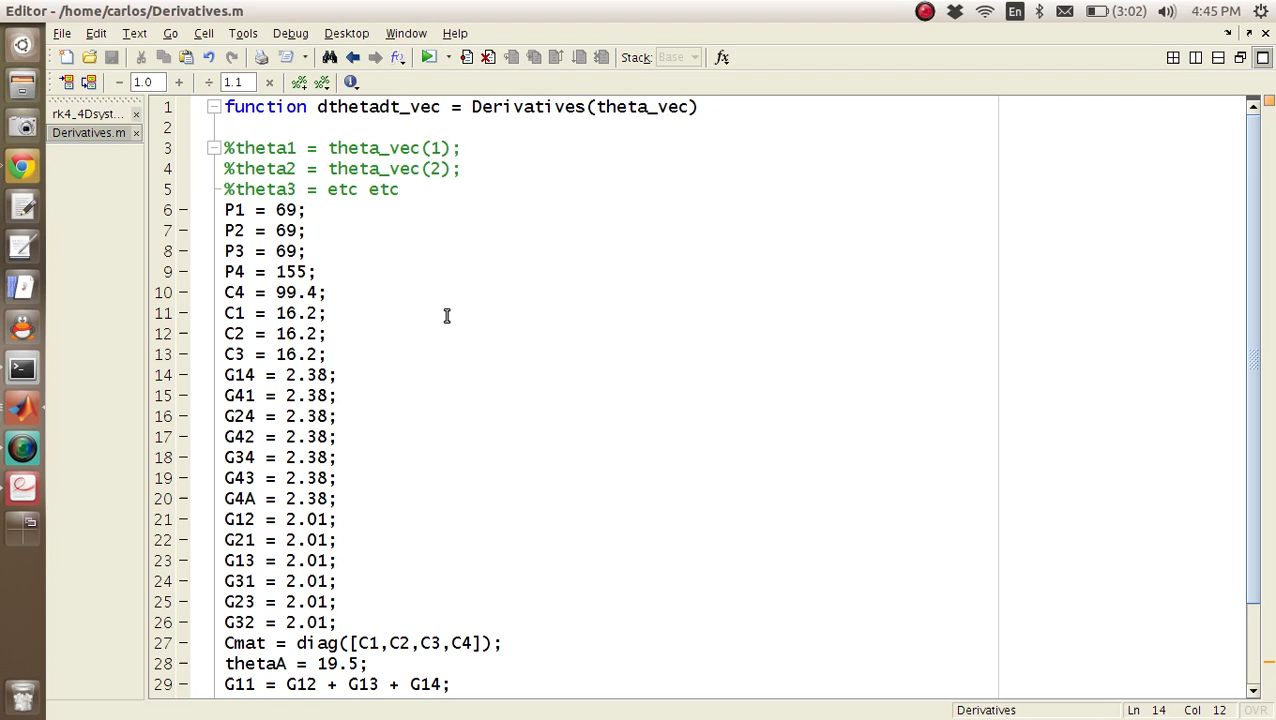 Editor - /home/carlos/Derivatives.m
En
(3:02)
4:45 PM
File Edit Text Go Cell Tools Debug Desktop Window Help
Stack: Base
fx
1.0
1.1
rk4_4Dsyst...
Derivatives.m
1 function dthetadt_vec = Derivatives(theta_vec)
2
3 %theta1 = theta_vec(1);
4 %theta2 = theta_vec(2);
5 %theta3 = etc etc
6 P1 = 69;
7 P2 = 69;
8 P3 = 69;
9 P4 = 155;
10 C4 = 99.4;
11 C1 = 16.2;
12 C2 = 16.2;
13 C3 = 16.2;
14 G14 = 2.38;
15 G41 = 2.38;
16 G24 = 2.38;
17 G42 = 2.38;
18 G34 = 2.38;
19 G43 = 2.38;
20 G4A = 2.38;
21 G12 = 2.01;
22 G21 = 2.01;
23 G13 = 2.01;
24 G31 = 2.01;
25 G23 = 2.01;
26 G32 = 2.01;
27 Cmat = diag([C1,C2,C3,C4]);
28 thetaA = 19.5;
29 G11 = G12 + G13 + G14;
Derivatives
Ln 14 Col 12 OVR